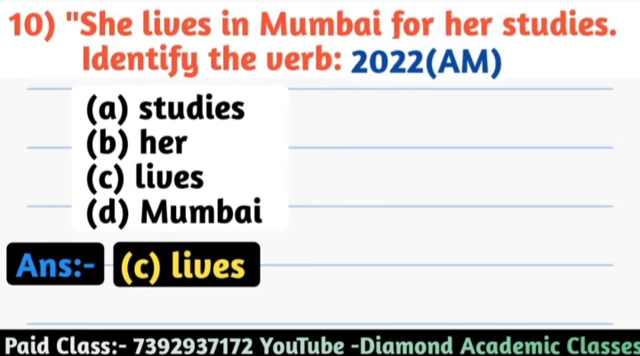 10) "She lives in Mumbai for her studies.
Identify the verb: 2022(AM)
(a) studies
(b) her
(c) lives
(d) Mumbai
Ans:- (c) lives
Paid Class:- 7392937172 YouTube -Diamond Academic Classes